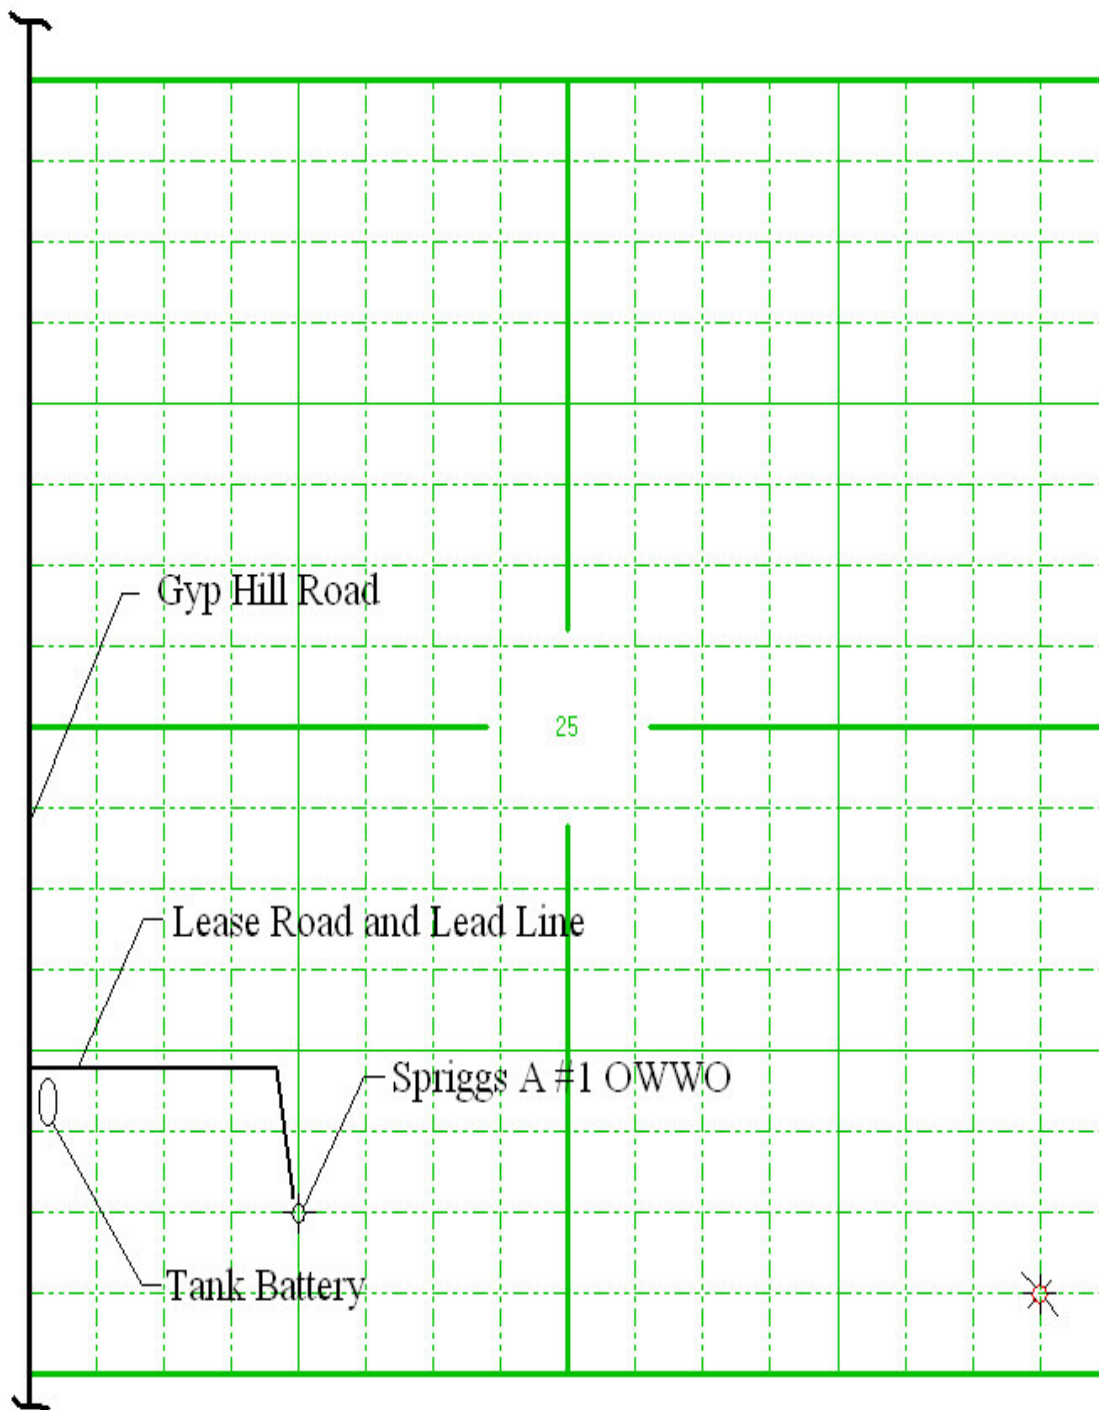 Gyp Hill Road
25
Lease Road and Lead Line
Spriggs A #1 OWWO
Tank Battery